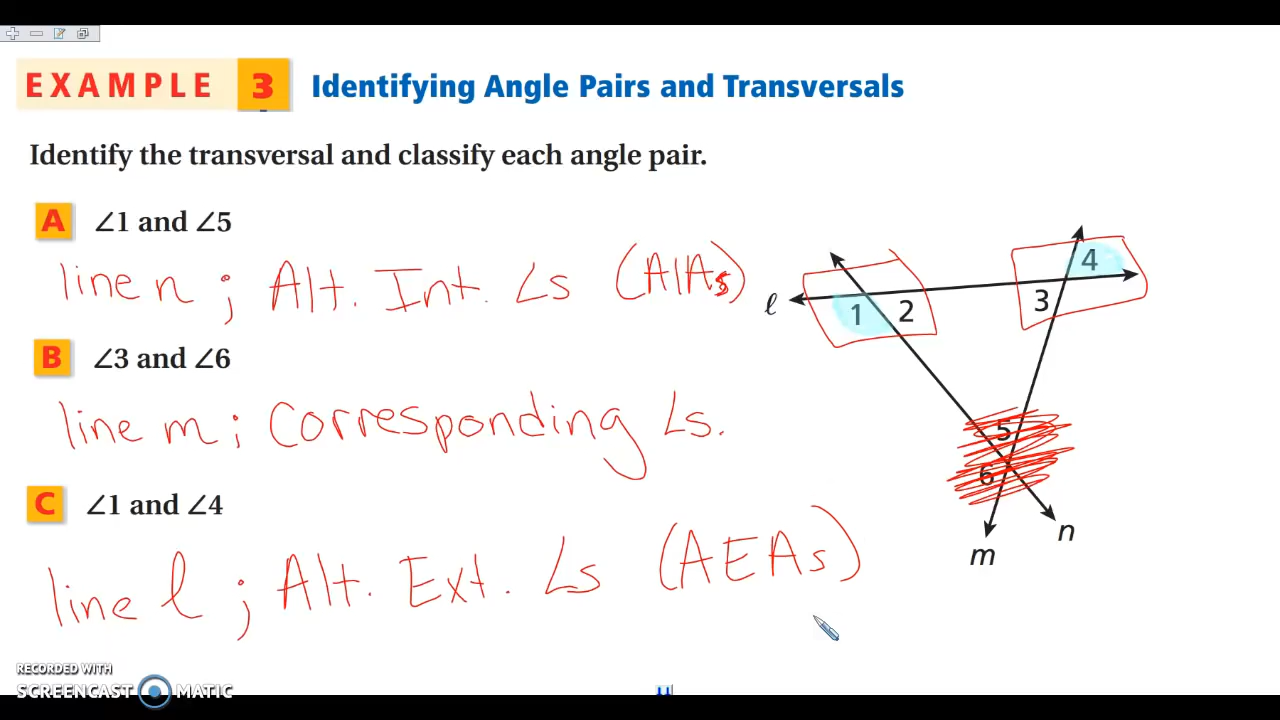 EXAMPLE 3 Identifying Angle Pairs and Transversals
Identify the transversal and classify each angle pair.
A ∠1 and ∠5
line n ; Alt. Int. ∠s (AIAs)
B ∠3 and ∠6
line m ; Corresponding ∠s.
C ∠1 and ∠4
line l ; Alt. Ext. ∠s (AEAs)
4
3
ℓ
1 2
5
6
n
m
RECORDED WITH
SCREENCAST MATIC